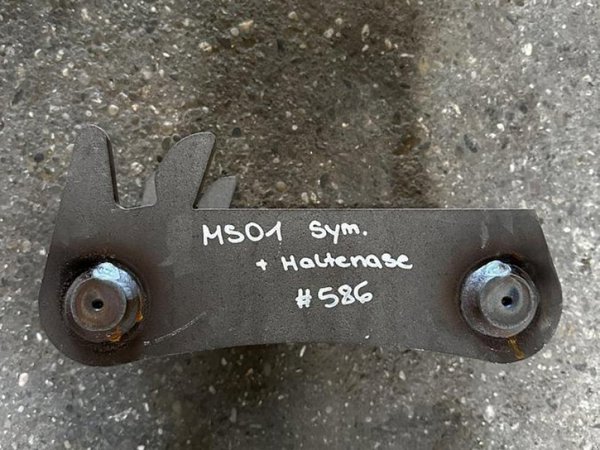 MS01 Sym.
+ Haltenase
#586